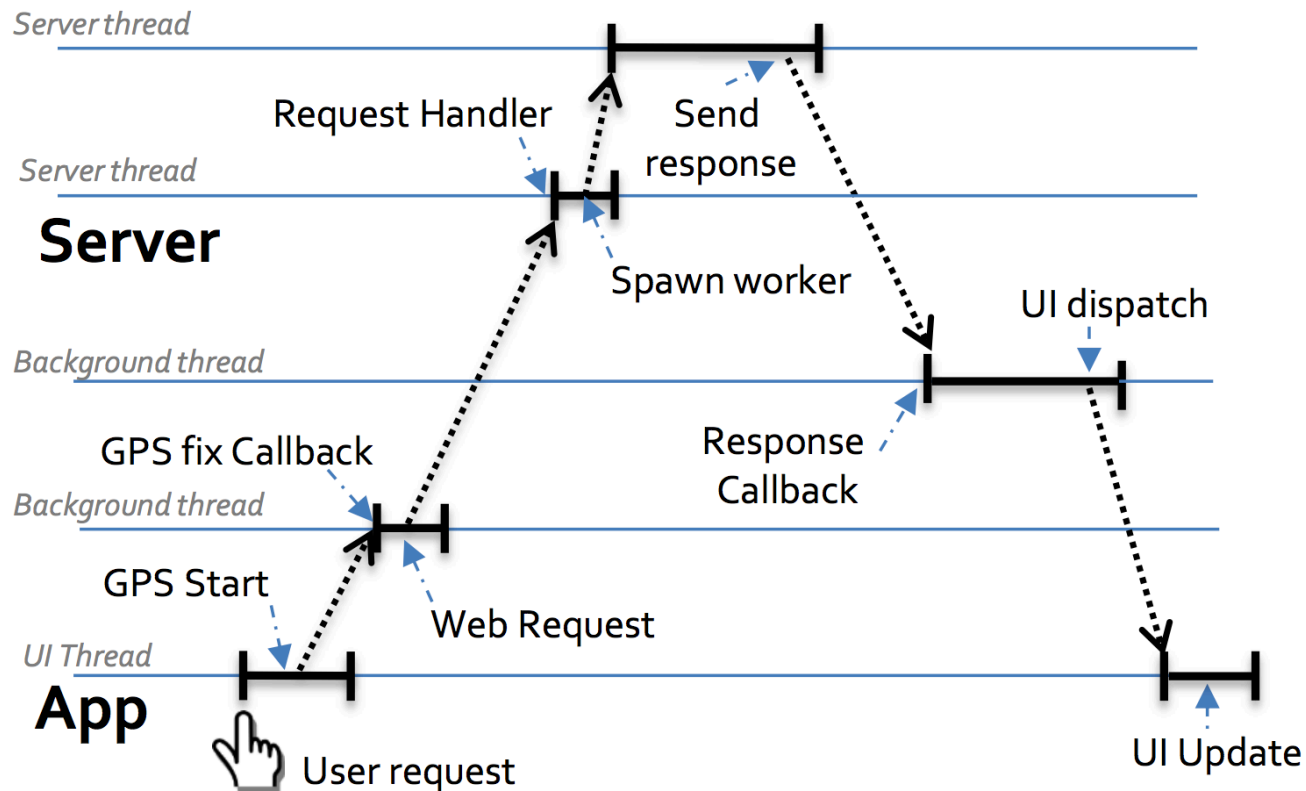 Server thread
Request Handler
Send
response
Server thread
Server
Spawn worker
UI dispatch
Background thread
GPS fix Callback
Response
Callback
Background thread
GPS Start
Web Request
UI Thread
App
User request
UI Update